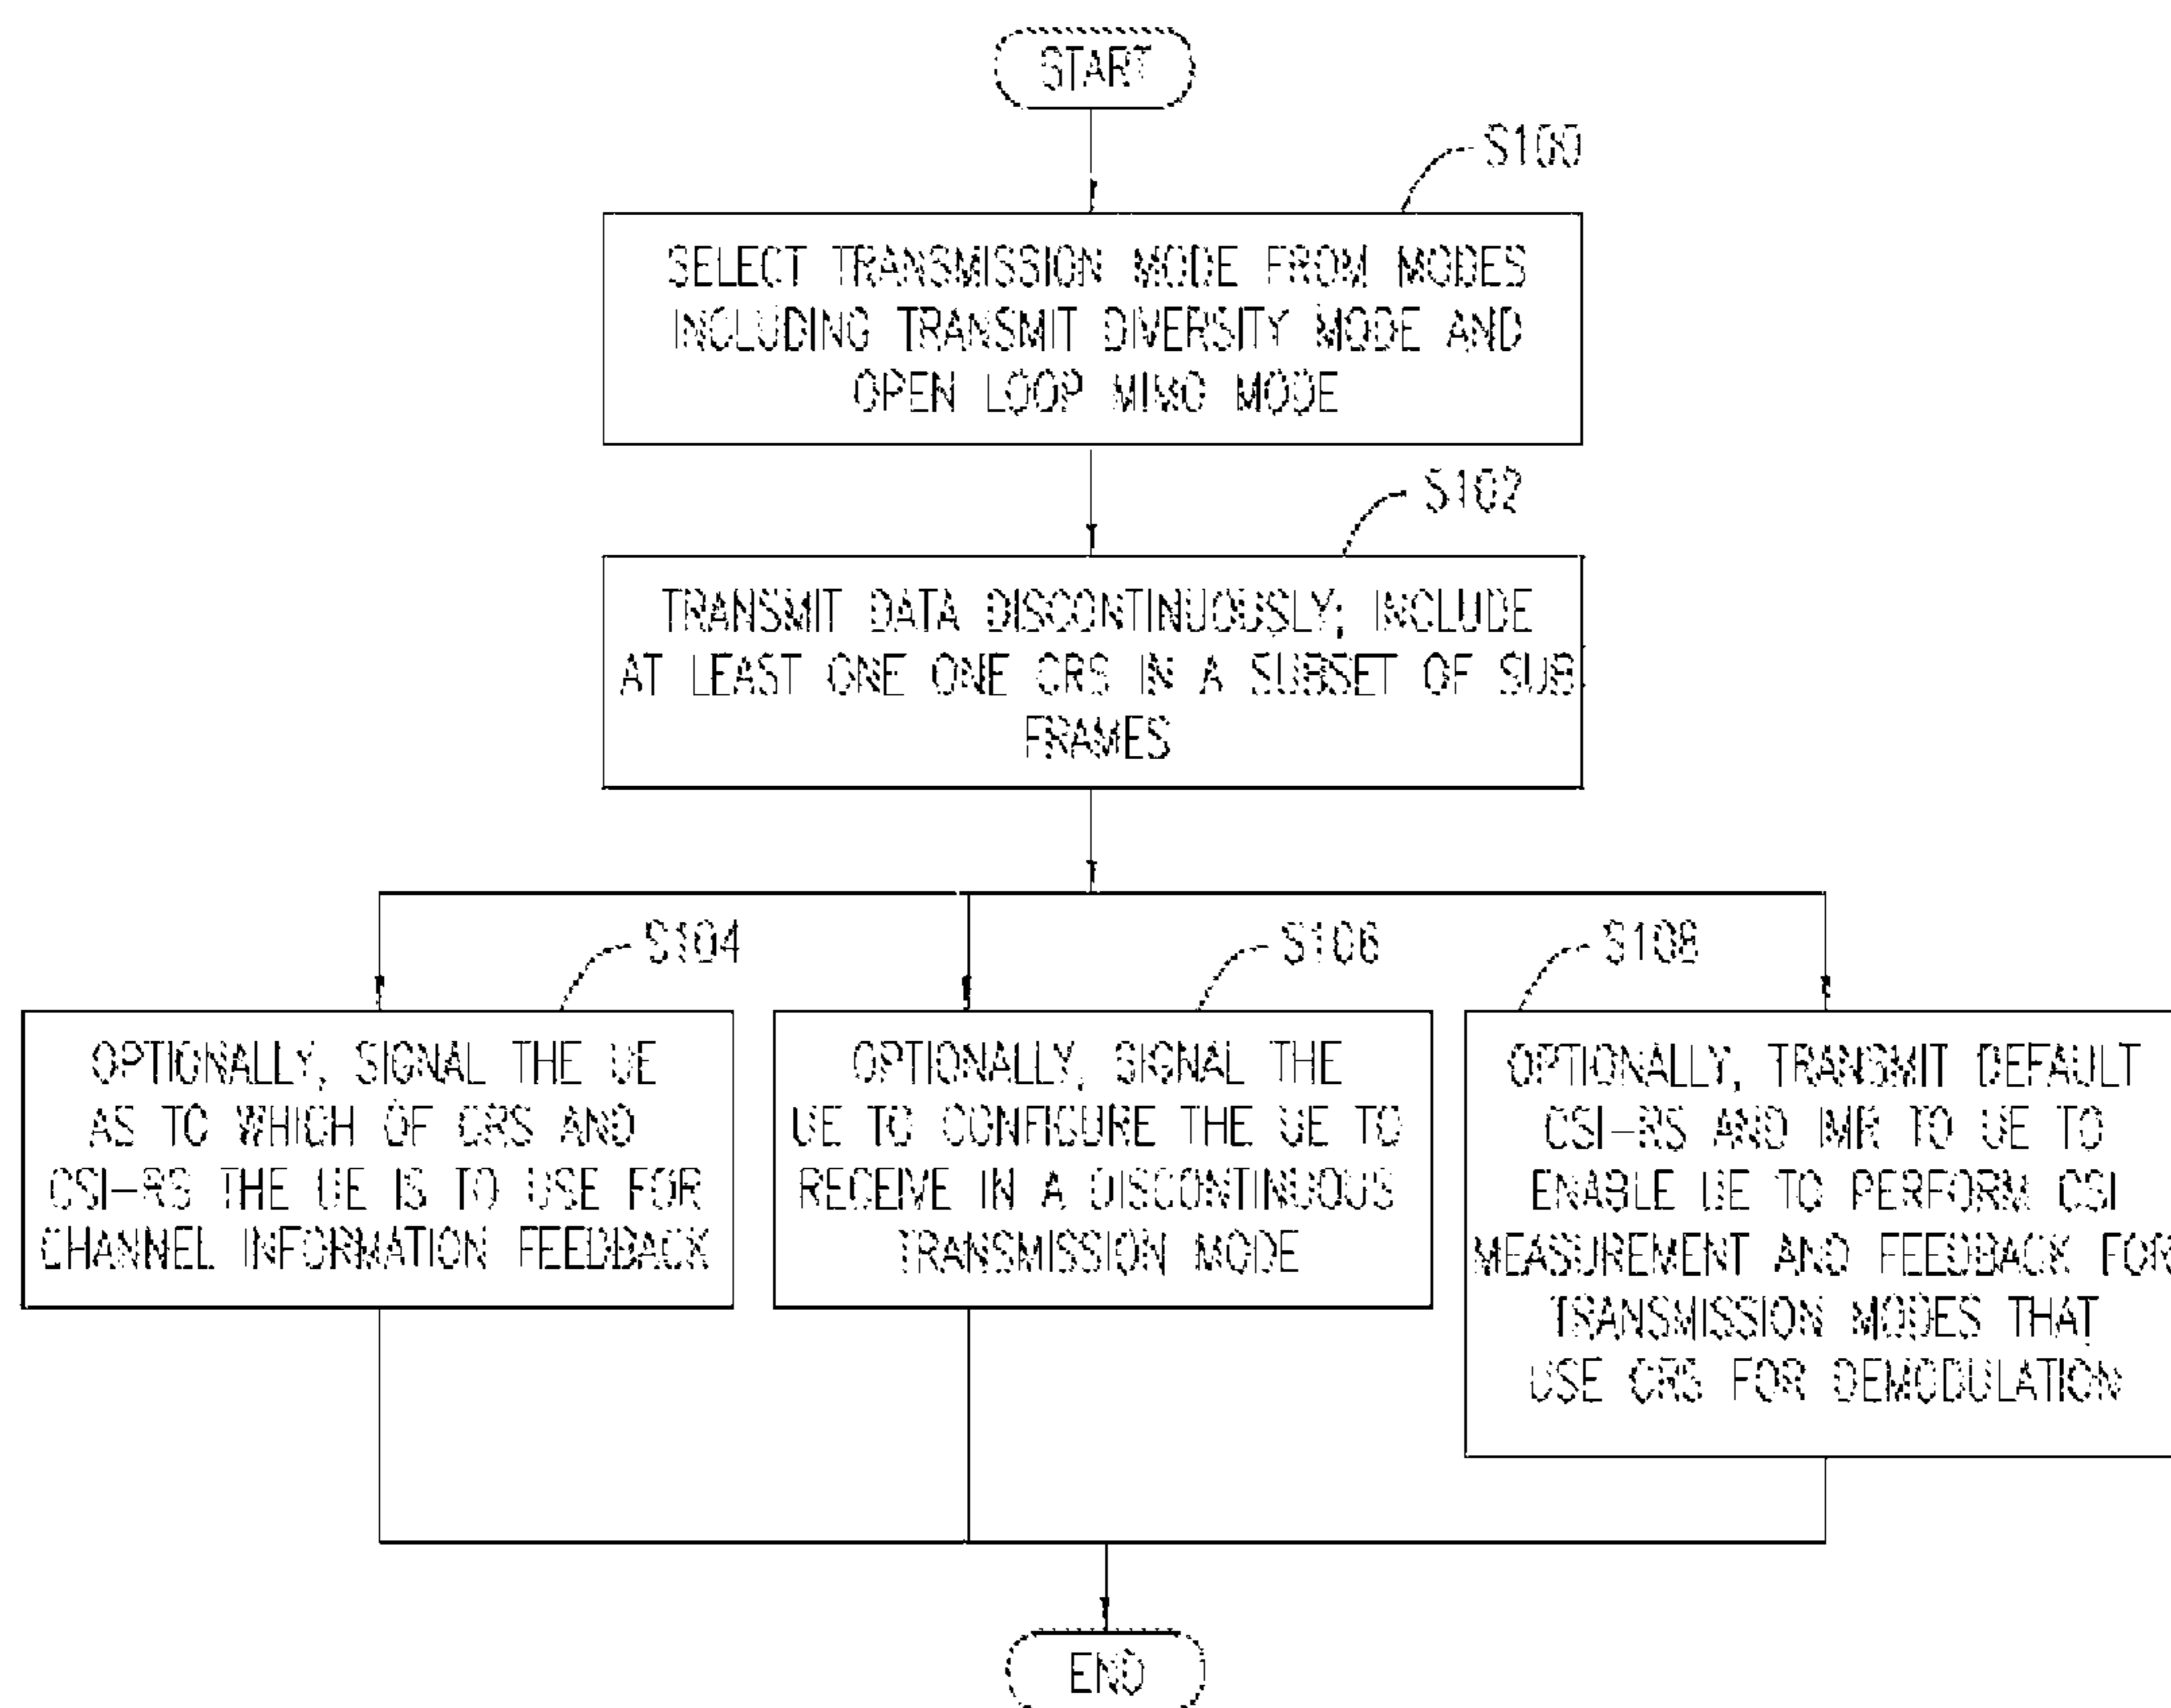 START
S100
SELECT TRANSMISSION MODE FROM MODES
INCLUDING TRANSMIT DIVERSITY MODE AND
OPEN LOOP MIMO MODE
S102
TRANSMIT DATA DISCONTINUOUSLY; INCLUDE
AT LEAST ONE ONE CRS IN A SUBSET OF SUB
FRAMES
S104
OPTIONALLY, SIGNAL THE UE
AS TO WHICH OF CRS AND
CSI-RS THE UE IS TO USE FOR
CHANNEL INFORMATION FEEDBACK
S106
OPTIONALLY, SIGNAL THE
UE TO CONFIGURE THE UE TO
RECEIVE IN A DISCONTINUOUS
TRANSMISSION MODE
S108
OPTIONALLY, TRANSMIT DEFAULT
CSI-RS AND IMR TO UE TO
ENABLE UE TO PERFORM CSI
MEASUREMENT AND FEEDBACK FOR
TRANSMISSION MODES THAT
USE CRS FOR DEMODULATION
END